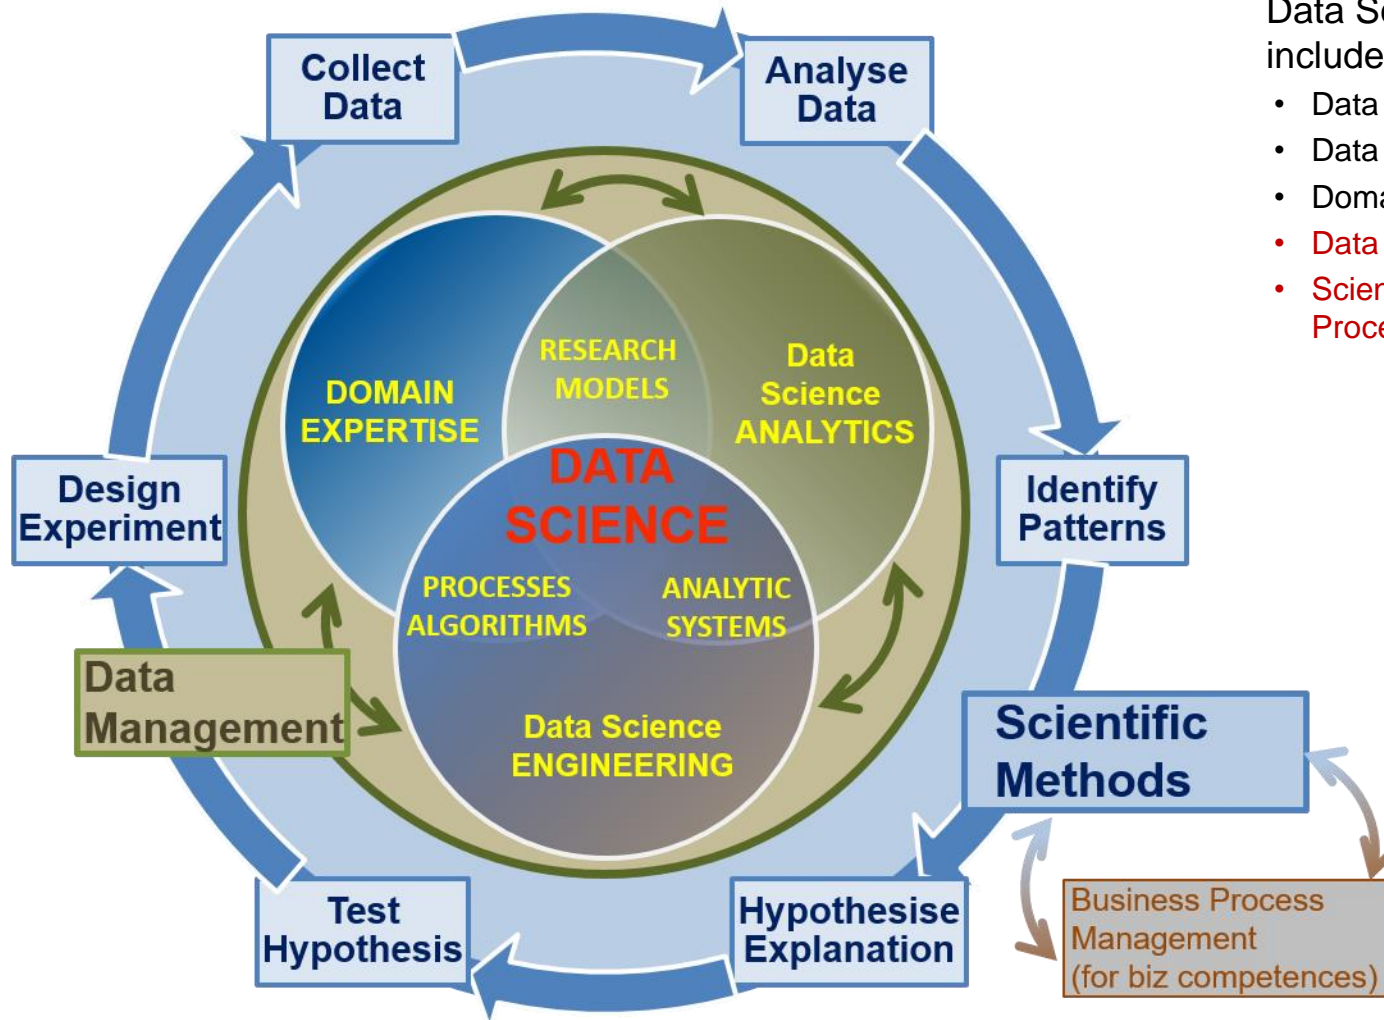 Collect
Data
Analyse
Data
Data
include
• Data
• Data
•
• Data
•
RESEARCH
MODELS
Data
Science
ANALYTICS
DOMAIN
EXPERTISE
DATA
SCIENCE
Design
Experiment
Identify
Patterns
PROCESSES
ALGORITHMS
ANALYTIC
SYSTEMS
Data
Management
Data Science
ENGINEERING
Scientific
Methods
Test
Hypothesis
Hypothesise
Explanation
Business Process
Management
(for biz competences)